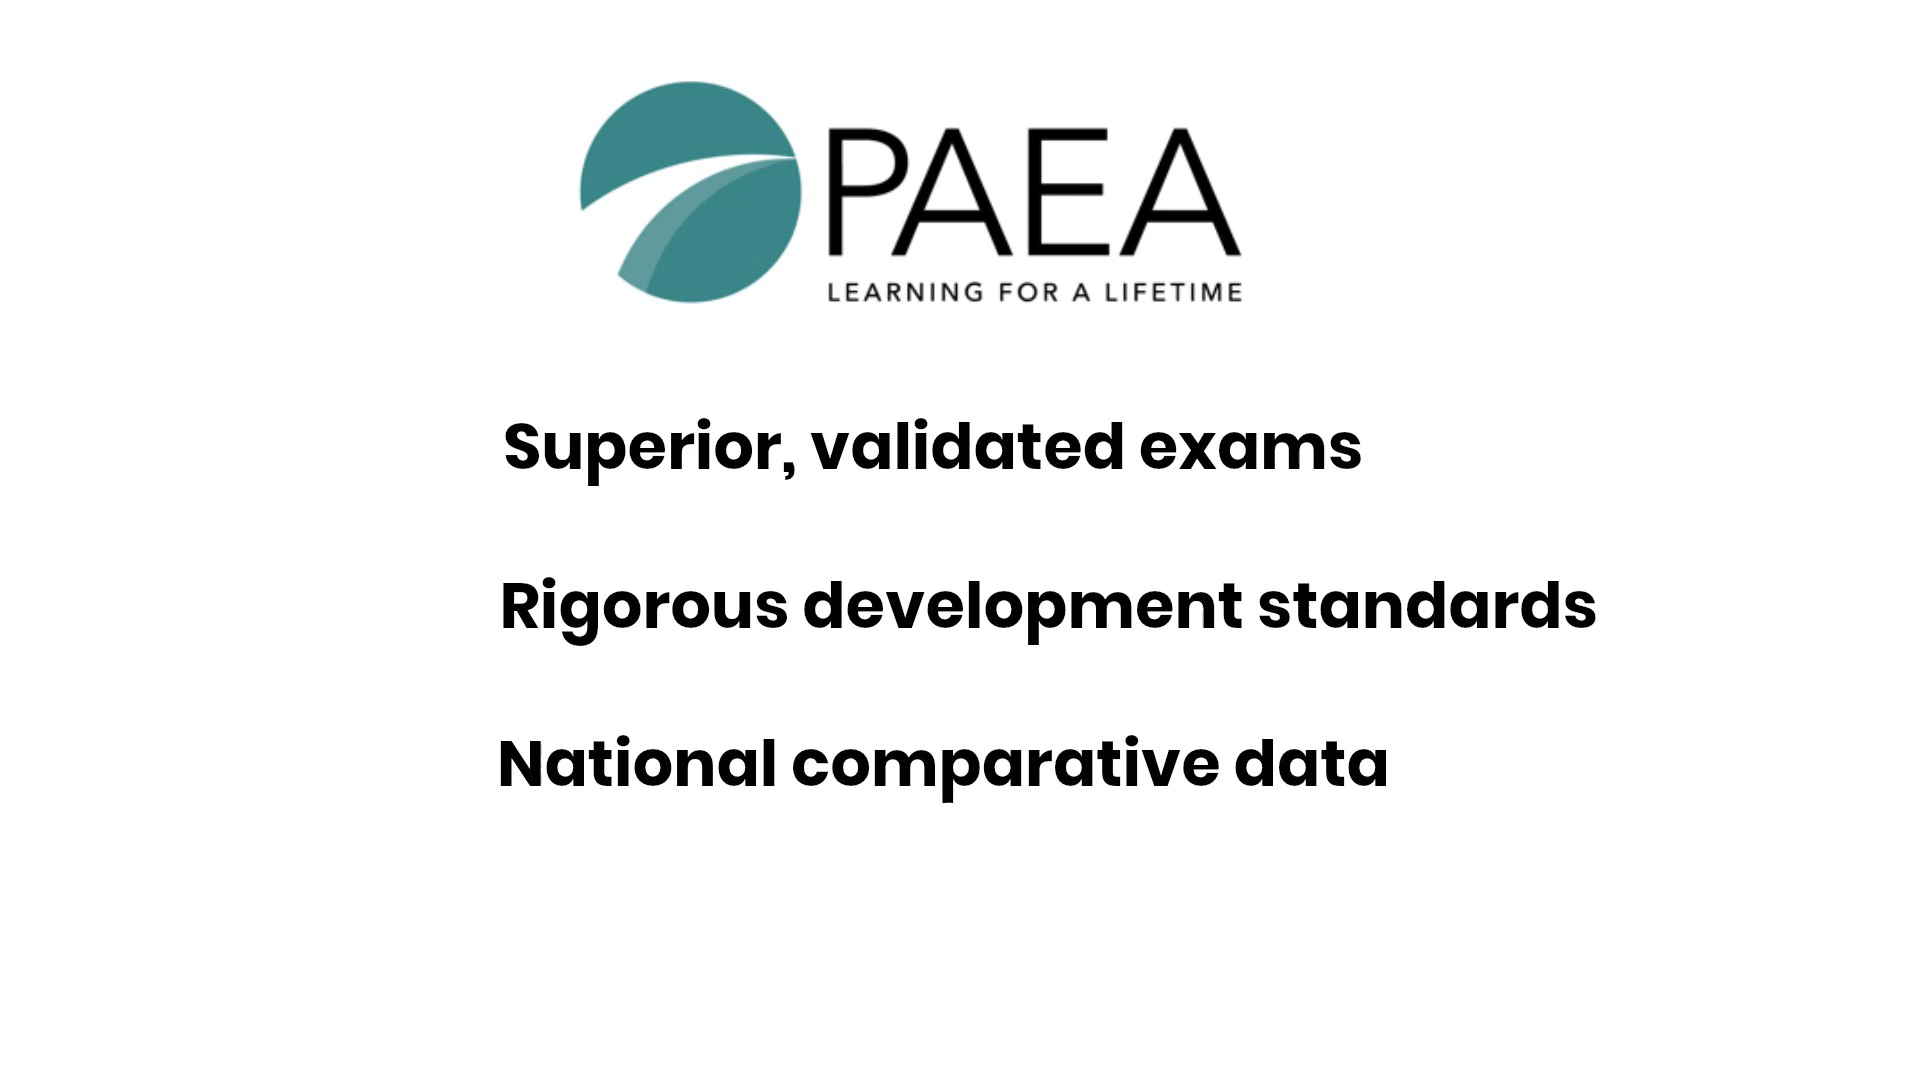 PAEA
LEARNING FOR A LIFETIME
Superior, validated exams
Rigorous development standards
National comparative data